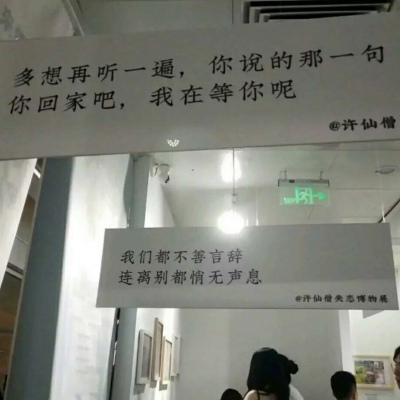 多想再听一遍，你说的那一句
你回家吧，我在等你呢
@许仙僧
我们都不善言辞
连离别都悄无声息
@许仙僧失恋博物展